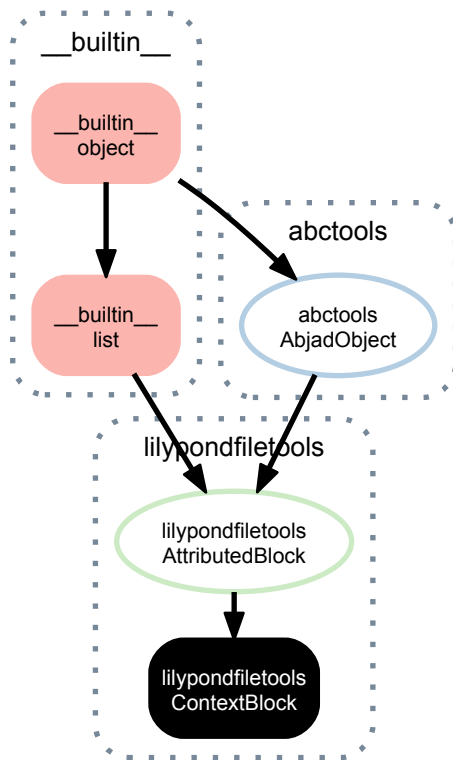 __builtin__
__builtin__
object
abctools
__builtin__
list
abctools
AbjadObject
lilypondfiletools
lilypondfiletools
AttributedBlock
lilypondfiletools
ContextBlock